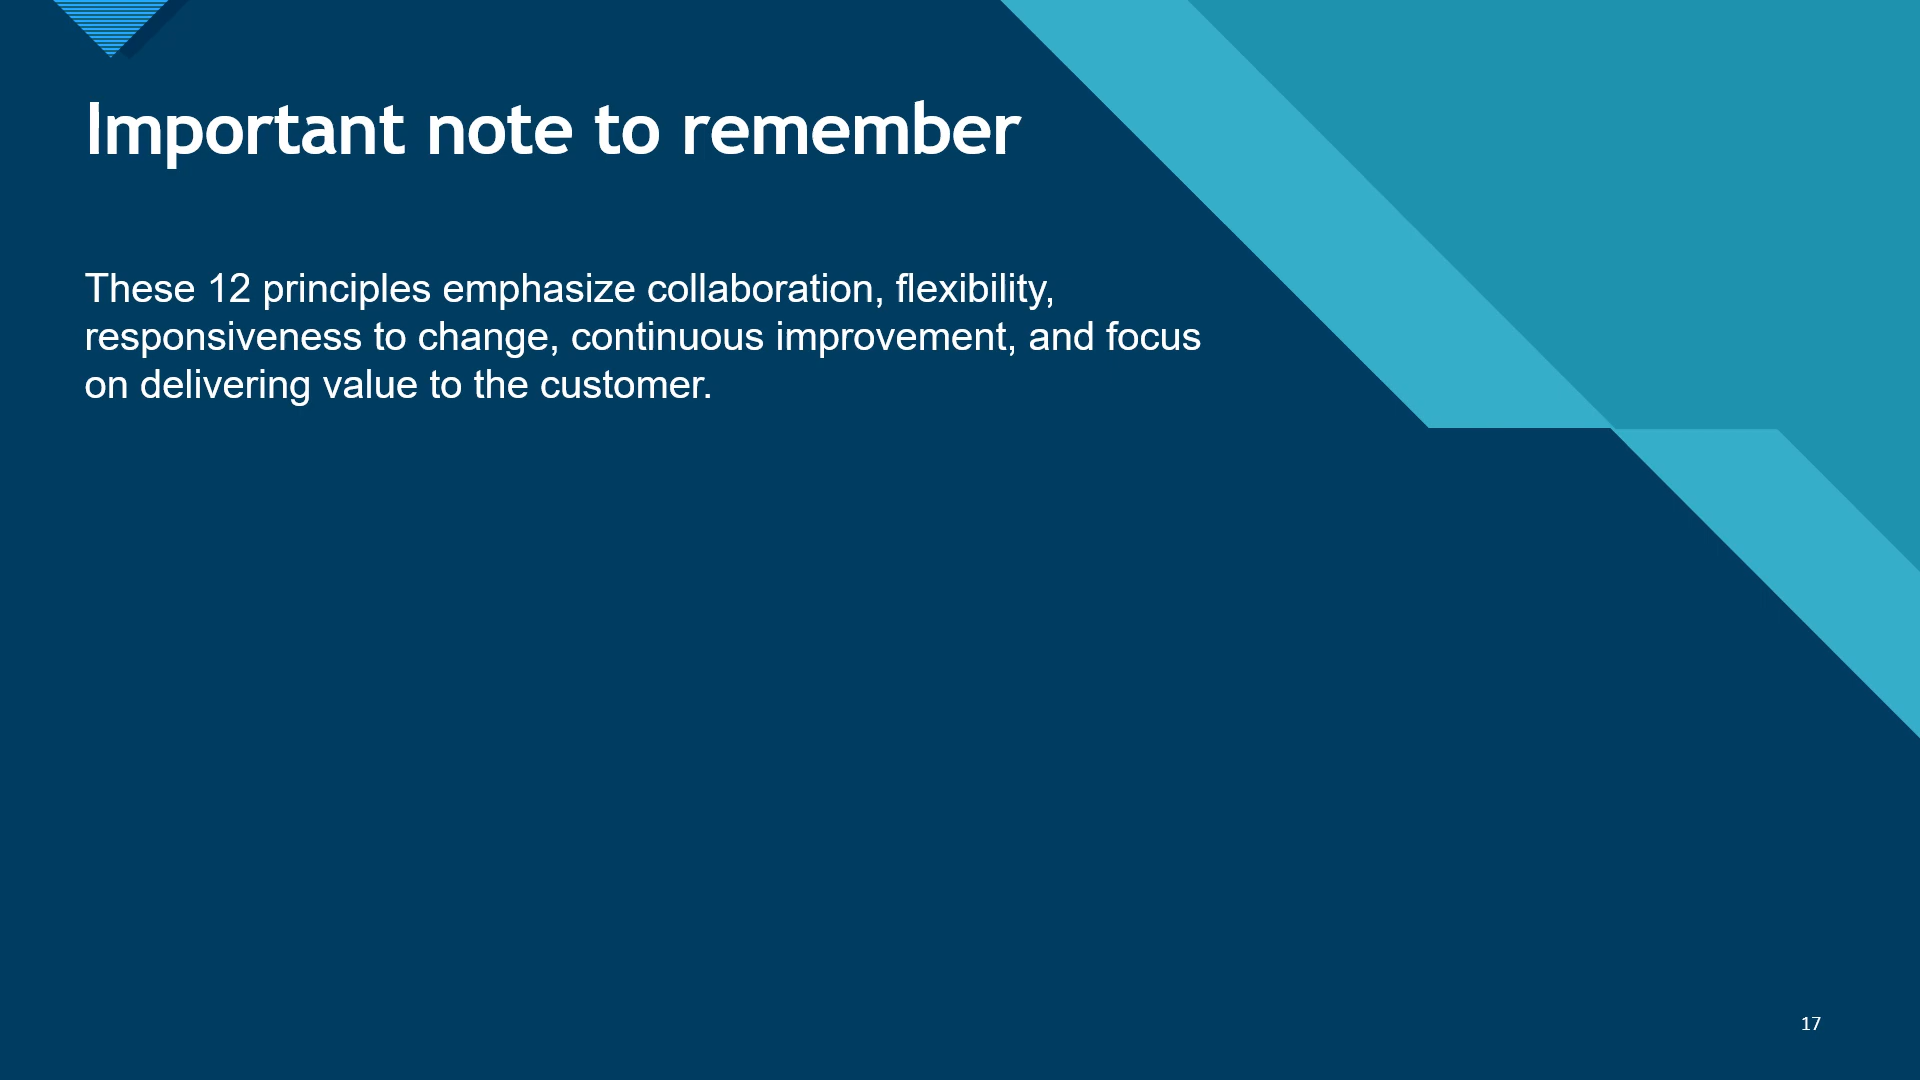 Important note to remember
These 12 principles emphasize collaboration, flexibility,
responsiveness to change, continuous improvement, and focus
on delivering value to the customer.
17